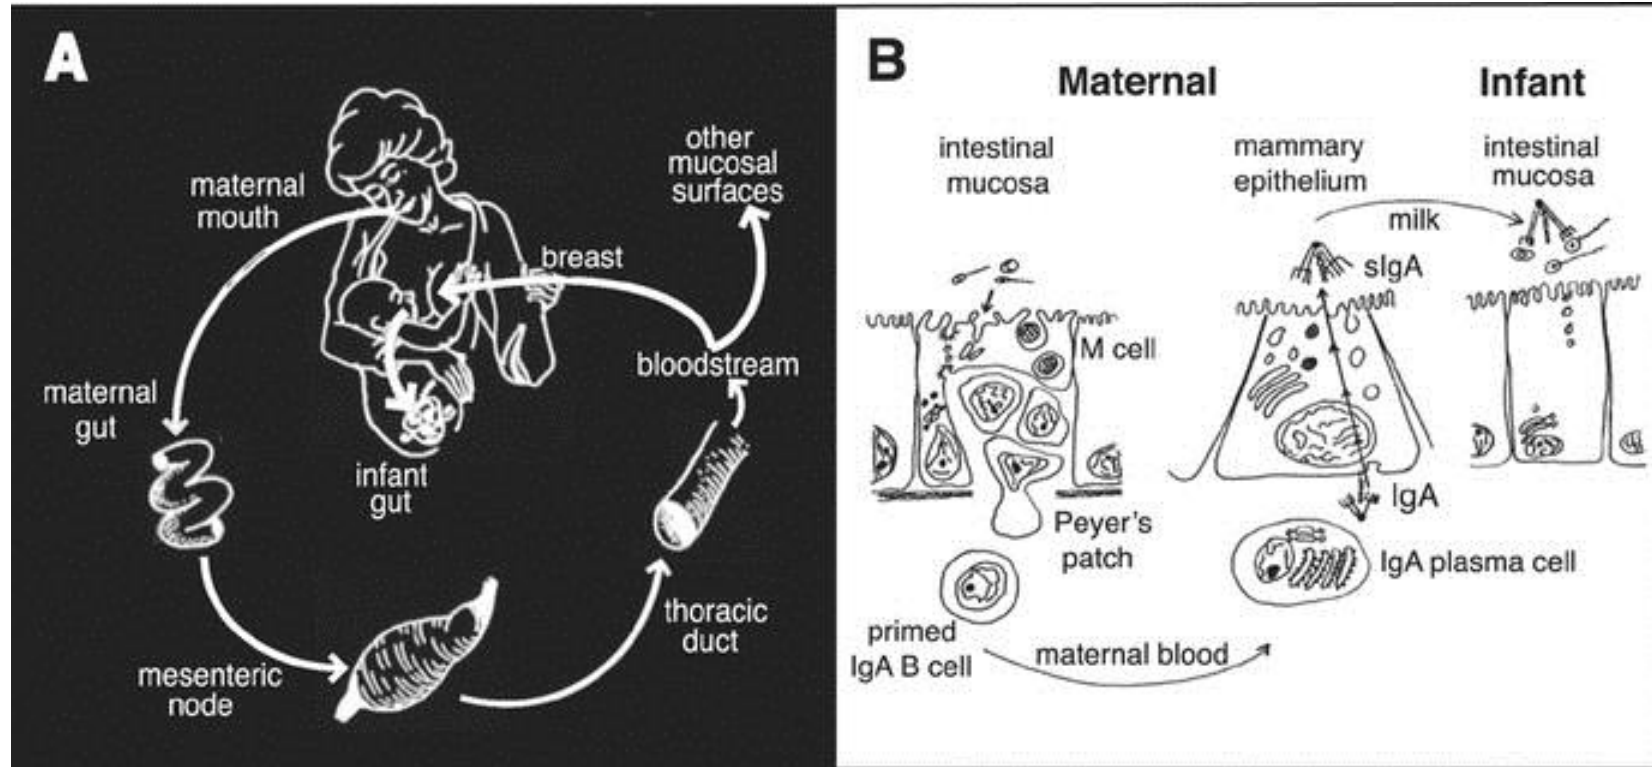 A
maternal
mouth
other
mucosal
surfaces
breast
bloodstream
maternal
gut
infant
gut
thoracic
duct
mesenteric
node
B
Maternal
Infant
intestinal
mucosa
mammary
epithelium
intestinal
mucosa
milk
sIgA
M cell
IgA
Peyer's
patch
IgA plasma cell
primed
IgA B cell
maternal blood